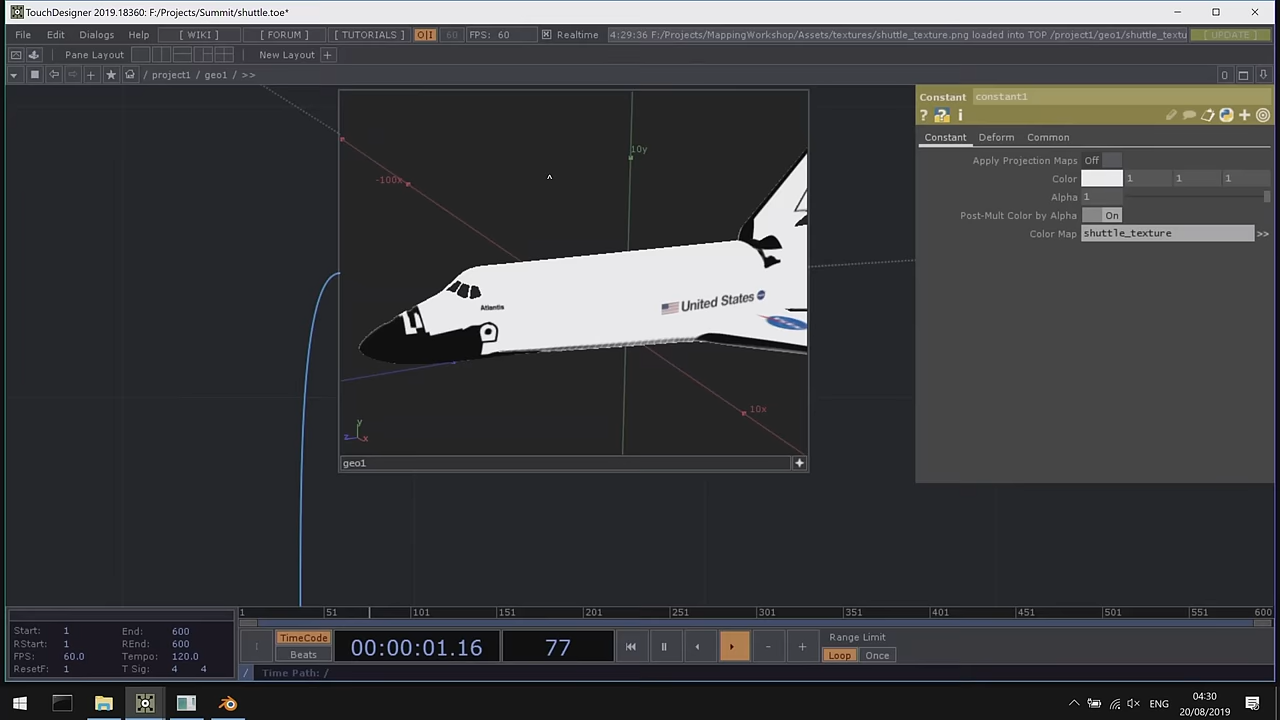 TouchDesigner 2019.18360: F:/Projects/Summit/shuttle.toe*
File Edit Dialogs Help [ WIKI ] [ FORUM ] [ TUTORIALS ] O|I 60 FPS: 60 Realtime 4:29:36 F:/Projects/MappingWorkshop/Assets/textures/shuttle_texture.png loaded into TOP /project1/geo1/shuttle_textu [ UPDATE ]
Pane Layout New Layout +
/ project1 / geo1 / >> 0
Constant constant1
? ? i
Constant Deform Common
Apply Projection Maps Off
Color 1 1 1
Alpha 1
Post-Mult Color by Alpha On
Color Map shuttle_texture >>
10y
-100x
Atlantis
United States
10x
y
z x
geo1
1 51 101 151 201 251 301 351 401 451 501 551 600
Start: 1 End: 600
RStart: 1 REnd: 600
FPS: 60.0 Tempo: 120.0
ResetF: 1 T Sig: 4 4
TimeCode
Beats
00:00:01.16
77
- +
Range Limit
Loop Once
/ Time Path: /
ENG
04:30
20/08/2019